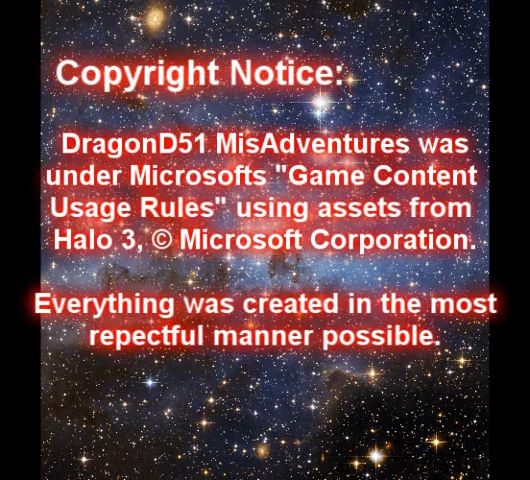 Copyright Notice:
DragonD51 MisAdventures was
under Microsofts "Game Content
Usage Rules" using assets from
Halo 3, © Microsoft Corporation.
Everything was created in the most
repectful manner possible.